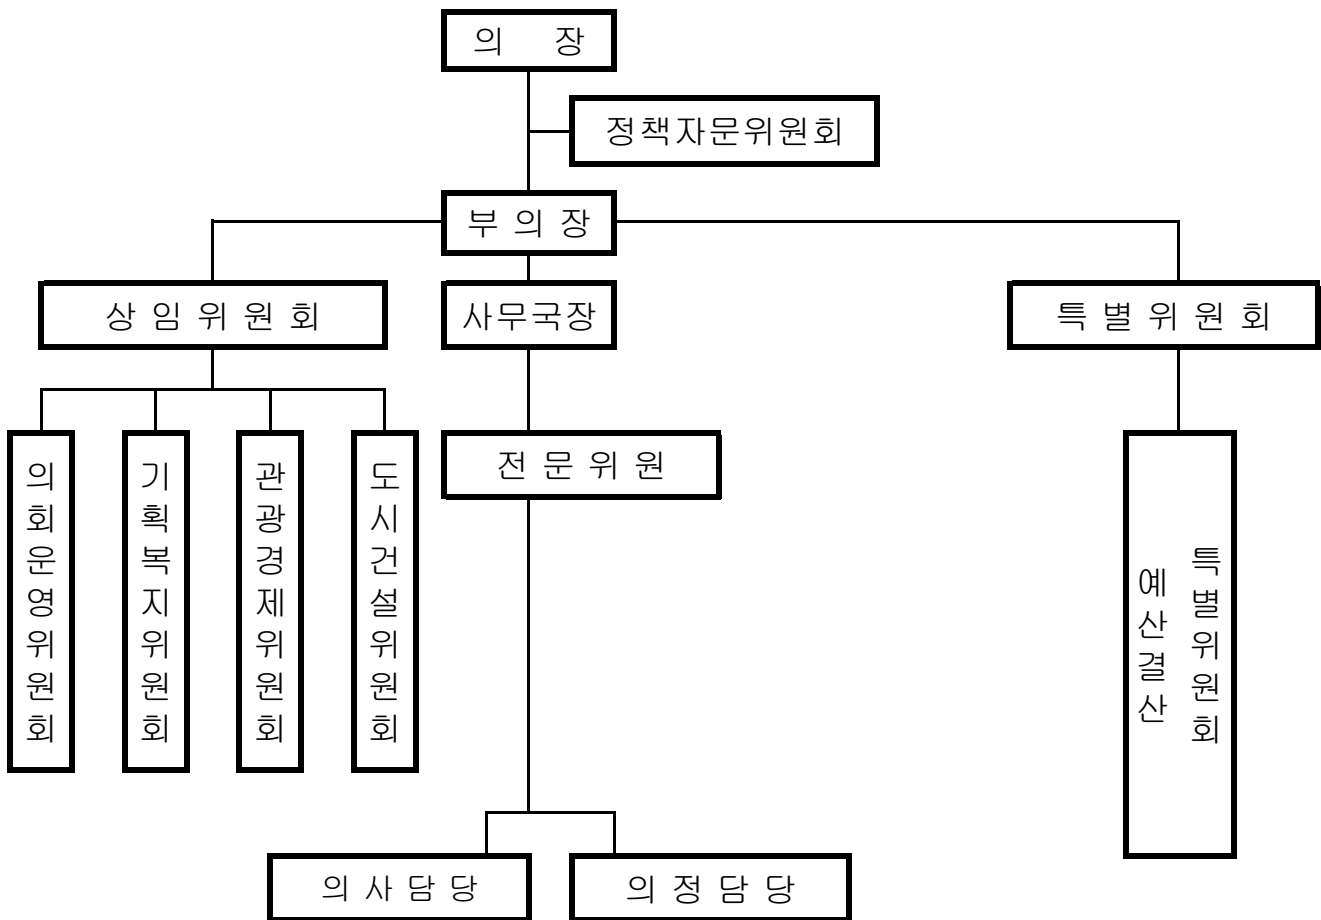 의 장
정책자문위원회
부 의 장
상 임 위 원 회
사무국장
특 별 위 원 회
의회운영위원회
기획복지위원회
관광경제위원회
도시건설위원회
전 문 위 원
예산결산
특별위원회
의 사 담 당
의 정 담 당